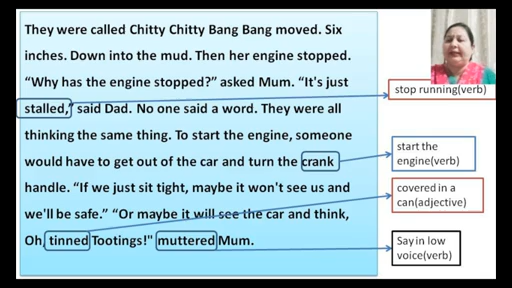 They were called Chitty Chitty Bang Bang moved. Six
inches. Down into the mud. Then her engine stopped.
“Why has the engine stopped?” asked Mum. “It's just
stalled,” said Dad. No one said a word. They were all
thinking the same thing. To start the engine, someone
would have to get out of the car and turn the crank
handle. “If we just sit tight, maybe it won't see us and
we'll be safe.” “Or maybe it will see the car and think,
Oh, tinned Tootings!" muttered Mum.
stop running(verb)
start the
engine(verb)
covered in a
can(adjective)
Say in low
voice(verb)